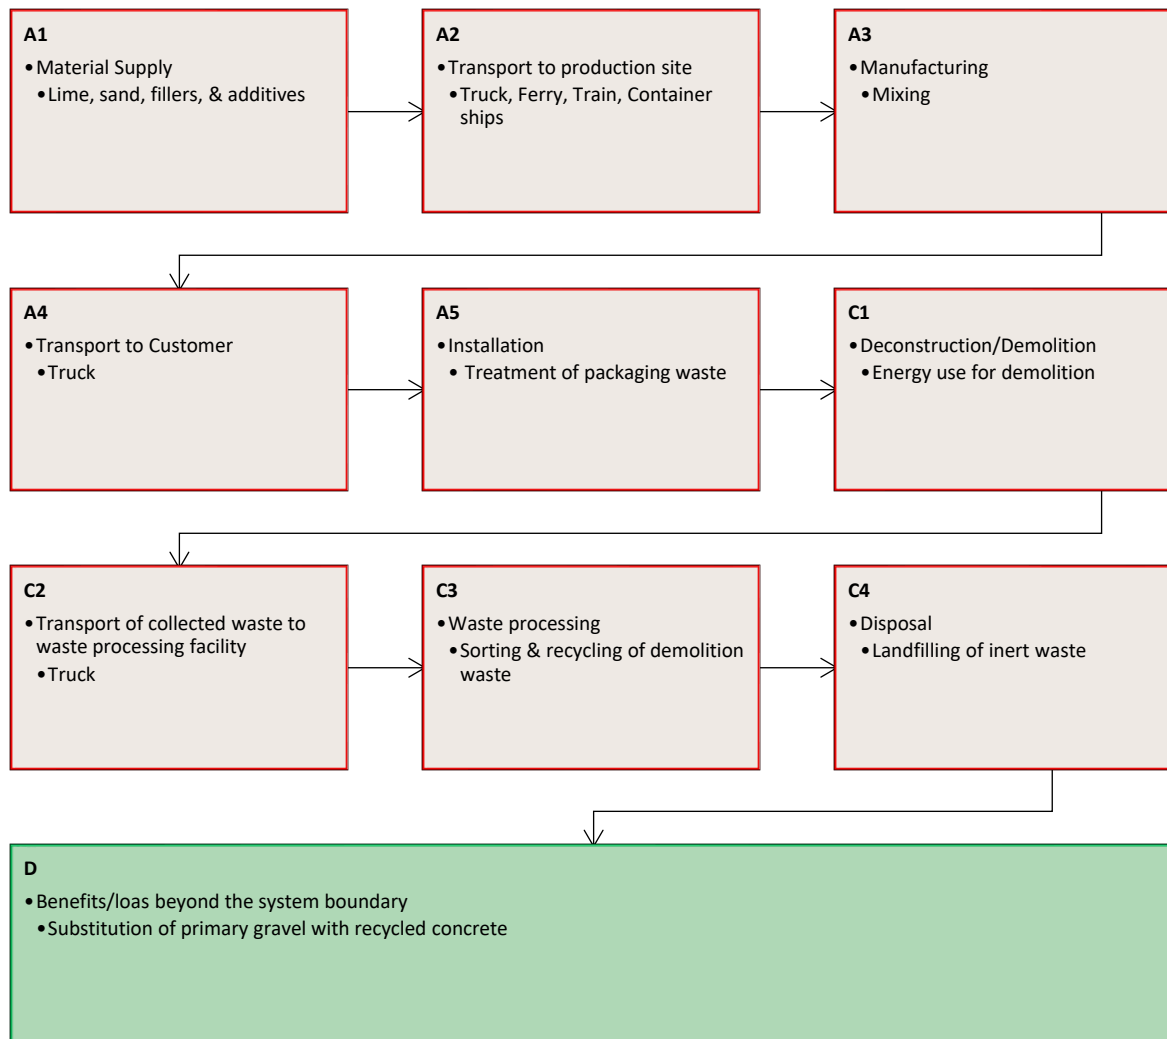 A1
•Material Supply
•Lime, sand, fillers, & additives
A2
•Transport to production site
•Truck, Ferry, Train, Container
ships
A3
•Manufacturing
•Mixing
A4
•Transport to Customer
•Truck
A5
•Installation
• Treatment of packaging waste
C1
•Deconstruction/Demolition
•Energy use for demolition
C2
•Transport of collected waste to
waste processing facility
•Truck
C3
•Waste processing
•Sorting & recycling of demolition
waste
C4
•Disposal
•Landfilling of inert waste
D
•Benefits/loas beyond the system boundary
•Substitution of primary gravel with recycled concrete